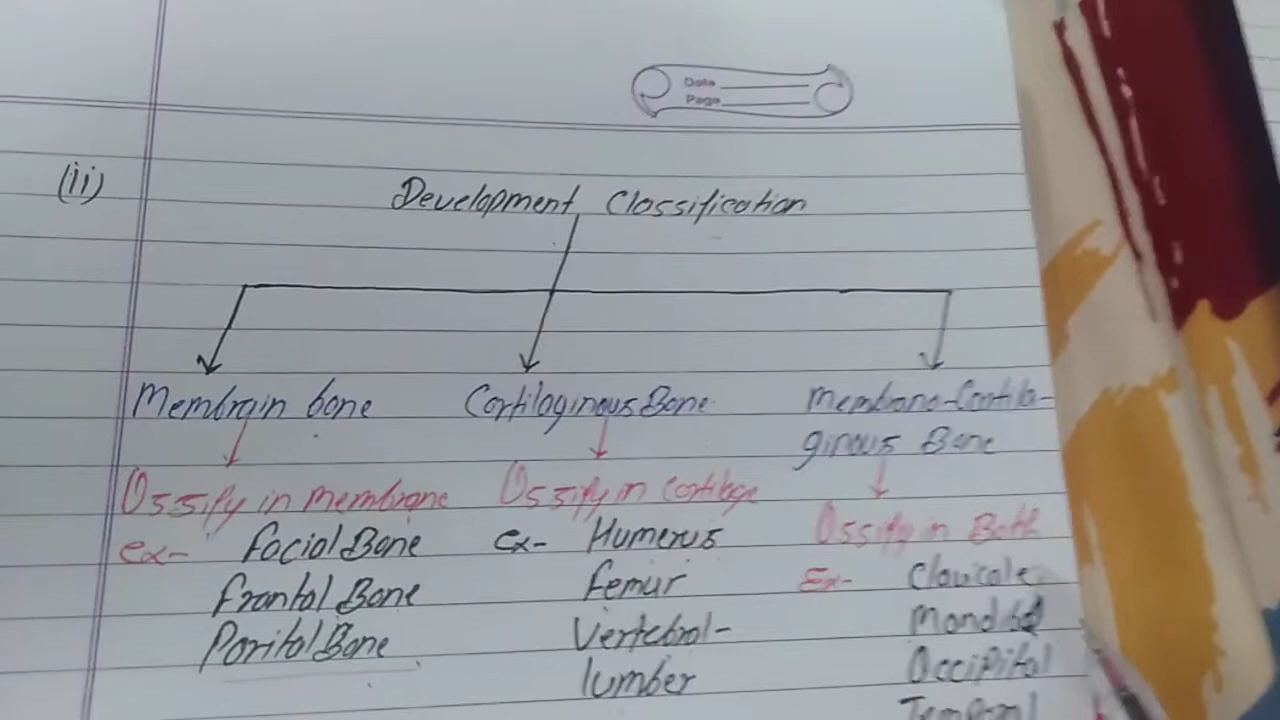 Date
Page
(ii)
Development Classification
Membrain bone
Cartilaginous Bone
Membrane-Cartila-
ginous Bone
Ossify in membrane
ex- Facial Bone
Frontal Bone
Parital Bone
Ossify in cartilage
ex- Humerus
Femur
Vertebral-
lumber
Ossify in Both
Ex- Clavicale
Occipital
Temporal